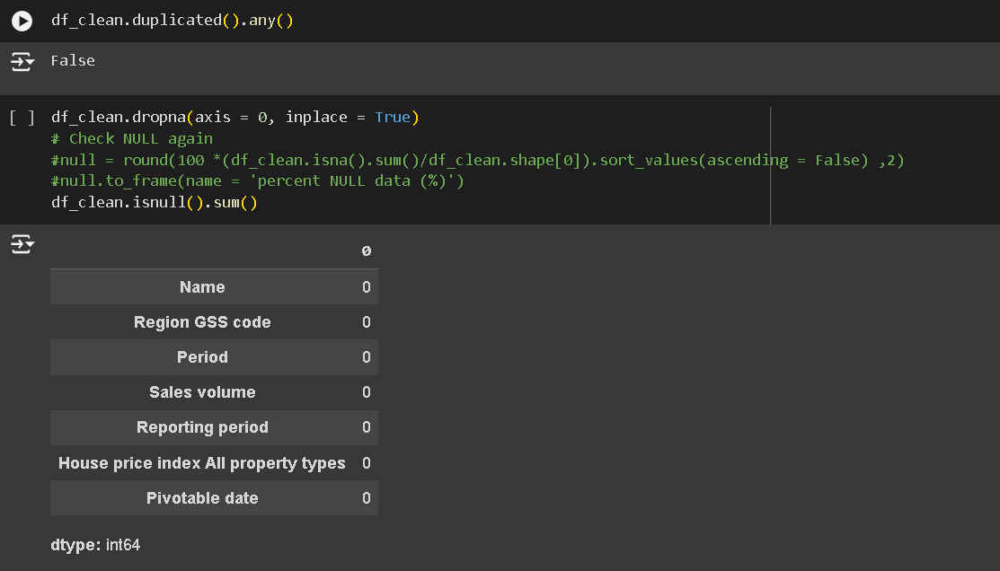 df_clean.duplicated().any()
False
[ ]
df_clean.dropna(axis = 0, inplace = True)
# Check NULL again
#null = round(100 *(df_clean.isna().sum()/df_clean.shape[0]).sort_values(ascending = False) ,2)
#null.to_frame(name = 'percent NULL data (%)')
df_clean.isnull().sum()
0
Name 0
Region GSS code 0
Period 0
Sales volume 0
Reporting period 0
House price index All property types 0
Pivotable date 0
dtype: int64